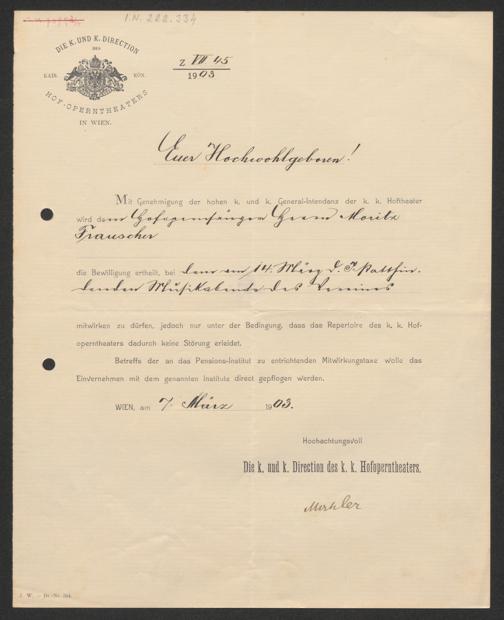 I.N. 222.334
DIE K. UND K. DIRECTION
DES
KAIS. KÖN.
HOF-OPERNTHEATERS
IN WIEN.
Z VII 45
1903
Euer Hochwohlgeboren!
Mit Genehmigung der hohen k. und k. General-Intendanz der k. k. Hoftheater
wird dem Hofopernsänger Herrn Moritz
Frauscher
die Bewilligung ertheilt, bei dem am 14. März d. J. stattfin-
denden Musikabende des Vereines
mitwirken zu dürfen, jedoch nur unter der Bedingung, dass das Repertoire des k. k. Hof-
operntheaters dadurch keine Störung erleidet.
Betreffs der an das Pensions-Institut zu entrichtenden Mitwirkungstaxe wolle das
Einvernehmen mit dem genannten Institute direct gepflogen werden.
WIEN, am 7. März 1903.
Hochachtungsvoll
Die k. und k. Direction des k. k. Hofoperntheaters.
Mahler
J. W. –